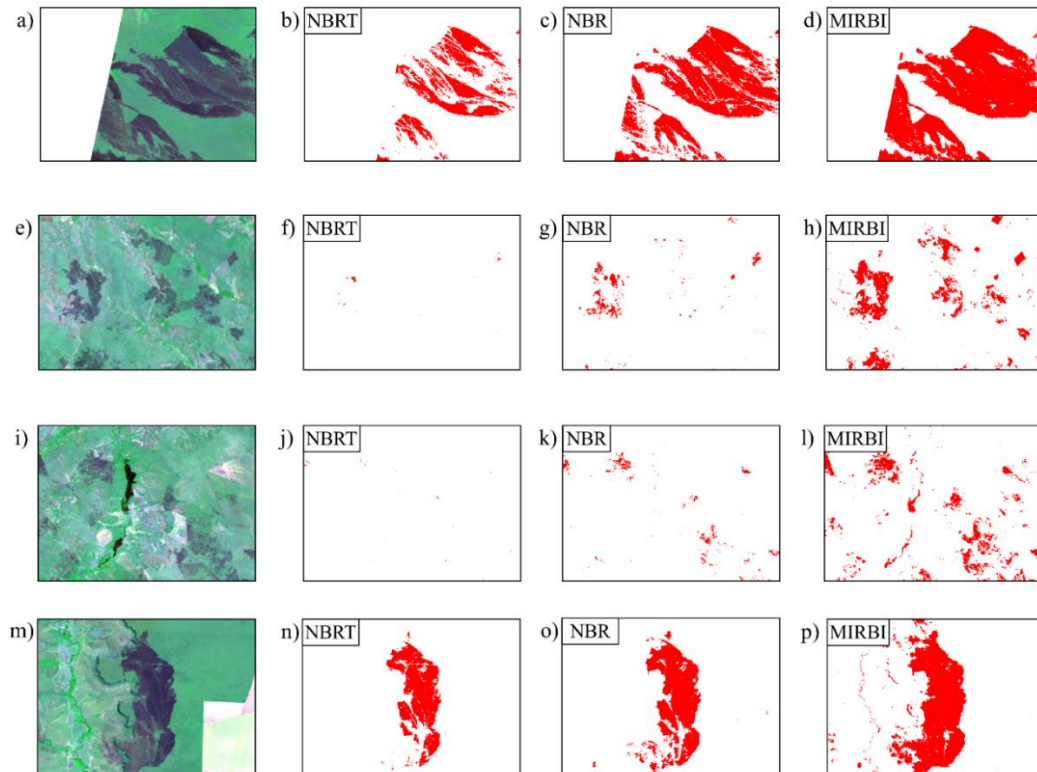 a)
b) NBRT
c) NBR
d) MIRBI
e)
f) NBRT
g) NBR
h) MIRBI
i)
j) NBRT
k) NBR
l) MIRBI
m)
n) NBRT
o) NBR
p) MIRBI